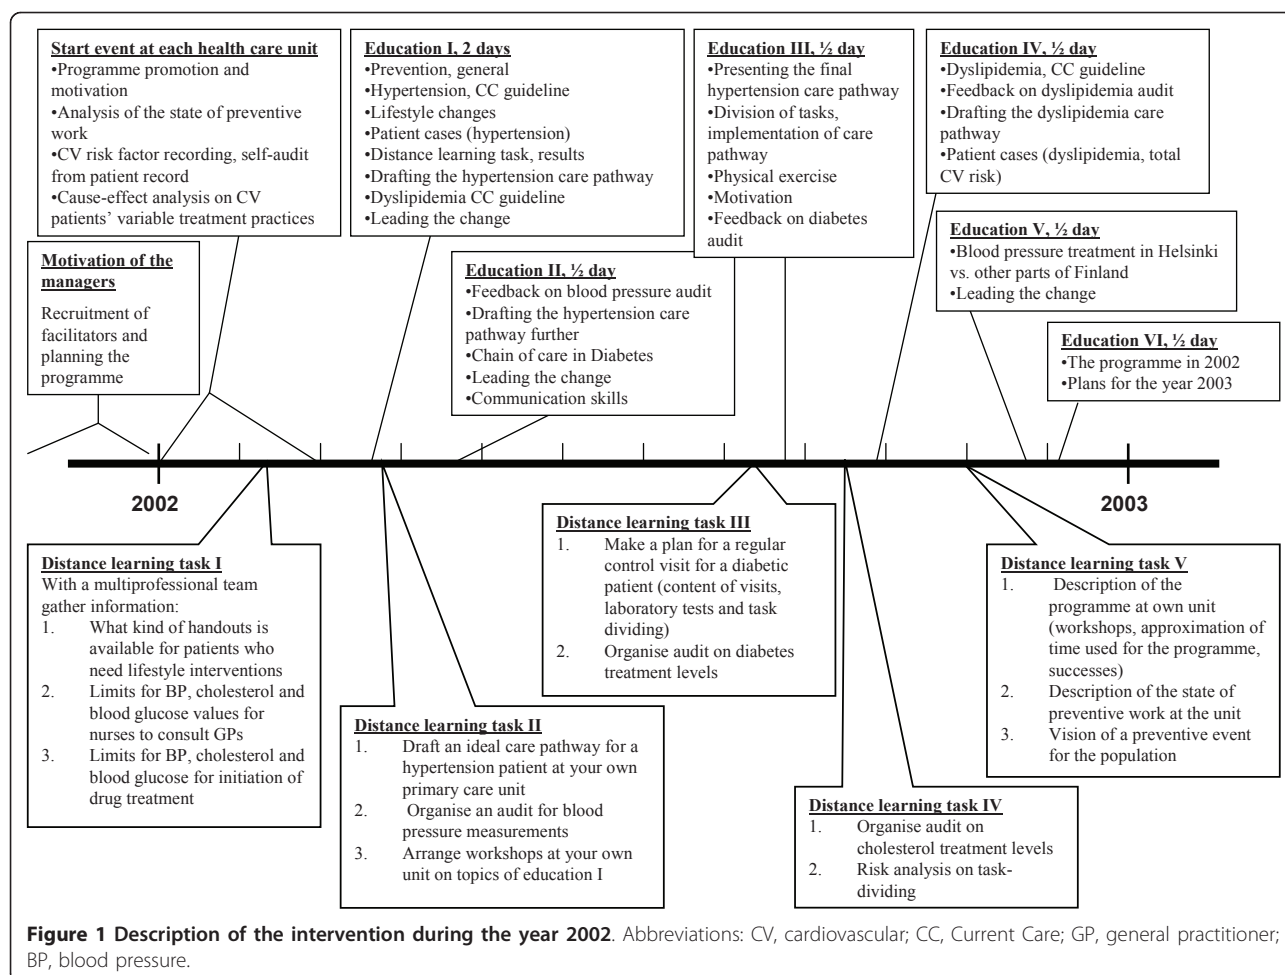 Start event at each health care unit
•Programme promotion and
motivation
•Analysis of the state of preventive
work
•CV risk factor recording, self-audit
from patient record
•Cause-effect analysis on CV
patients' variable treatment practices
Education I, 2 days
•Prevention, general
•Hypertension, CC guideline
•Lifestyle changes
•Patient cases (hypertension)
•Distance learning task, results
•Drafting the hypertension care pathway
•Dyslipidemia CC guideline
•Leading the change
Education III, ½ day
•Presenting the final
hypertension care pathway
•Division of tasks,
implementation of care
pathway
•Physical exercise
•Motivation
•Feedback on diabetes
audit
Education IV, ½ day
•Dyslipidemia, CC guideline
•Feedback on dyslipidemia audit
•Drafting the dyslipidemia care
pathway
•Patient cases (dyslipidemia, total
CV risk)
Motivation of the
managers
Recruitment of
facilitators and
planning the
programme
Education II, ½ day
•Feedback on blood pressure audit
•Drafting the hypertension care
pathway further
•Chain of care in Diabetes
•Leading the change
•Communication skills
Education V, ½ day
•Blood pressure treatment in Helsinki
vs. other parts of Finland
•Leading the change
Education VI, ½ day
•The programme in 2002
•Plans for the year 2003
2002
2003
Distance learning task I
With a multiprofessional team
gather information:
1. What kind of handouts is
available for patients who
need lifestyle interventions
2. Limits for BP, cholesterol and
blood glucose values for
nurses to consult GPs
3. Limits for BP, cholesterol and
blood glucose for initiation of
drug treatment
Distance learning task II
1. Draft an ideal care pathway for a
hypertension patient at your own
primary care unit
2. Organise an audit for blood
pressure measurements
3. Arrange workshops at your own
unit on topics of education I
Distance learning task III
1. Make a plan for a regular
control visit for a diabetic
patient (content of visits,
laboratory tests and task
dividing)
2. Organise audit on diabetes
treatment levels
Distance learning task IV
1. Organise audit on
cholesterol treatment levels
2. Risk analysis on task-
dividing
Distance learning task V
1. Description of the
programme at own unit
(workshops, approximation of
time used for the programme,
successes)
2. Description of the state of
preventive work at the unit
3. Vision of a preventive event
for the population
Figure 1 Description of the intervention during the year 2002. Abbreviations: CV, cardiovascular; CC, Current Care; GP, general practitioner;
BP, blood pressure.